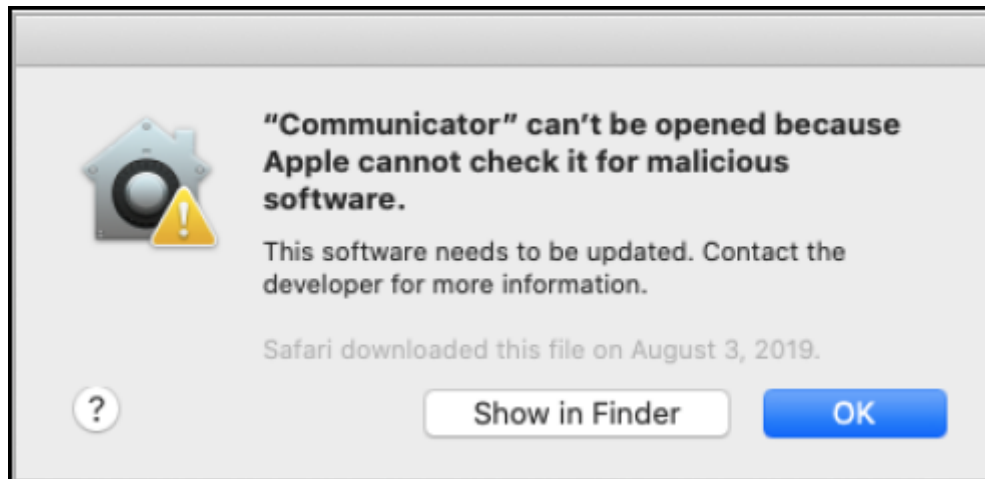 “Communicator” can’t be opened because
Apple cannot check it for malicious
software.
This software needs to be updated. Contact the
developer for more information.
Safari downloaded this file on August 3, 2019.
?
Show in Finder
OK